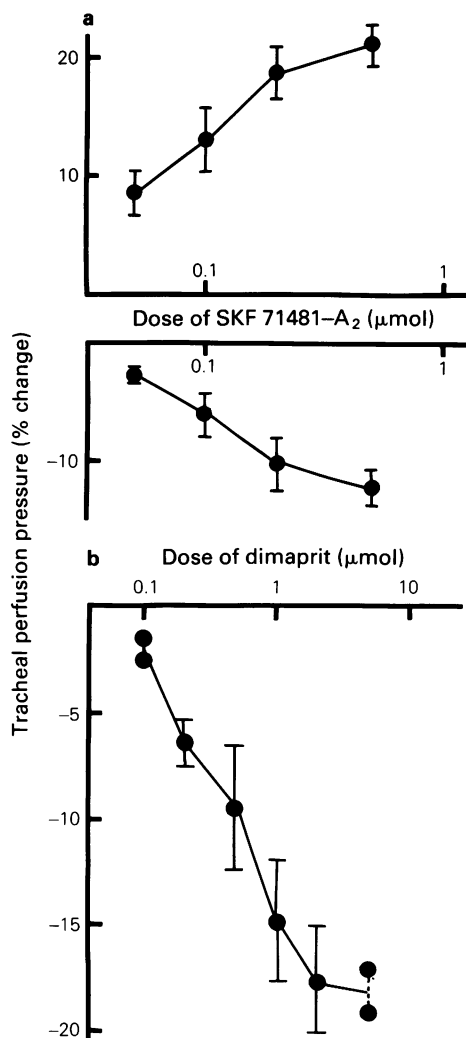 a
20
10
0.1 1
Dose of SKF 71481–A₂ (μmol)
0.1 1
–10
Tracheal perfusion pressure (% change)
b Dose of dimaprit (μmol)
0.1 1 10
–5
–10
–15
–20